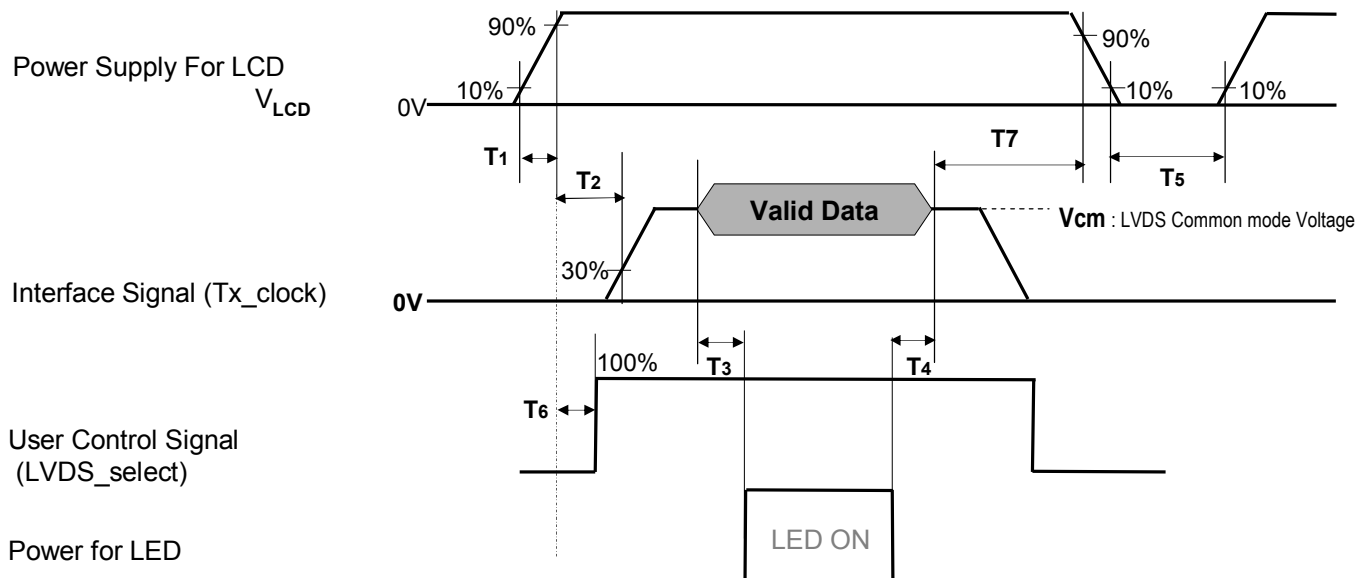 90%
90%
Power Supply For LCD
VLCD
10%
10%
10%
0V
T1
T7
T2
T5
Valid Data
Vcm : LVDS Common mode Voltage
30%
Interface Signal (Tx_clock)
0V
100%
T3
T4
T6
User Control Signal
(LVDS_select)
LED ON
Power for LED